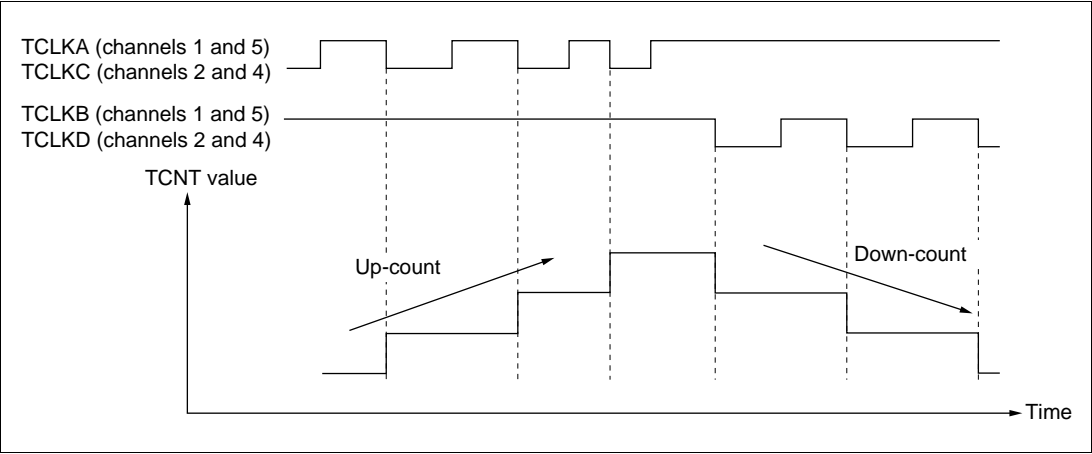 TCLKA (channels 1 and 5)
TCLKC (channels 2 and 4)
TCLKB (channels 1 and 5)
TCLKD (channels 2 and 4)
TCNT value
Up-count
Down-count
Time